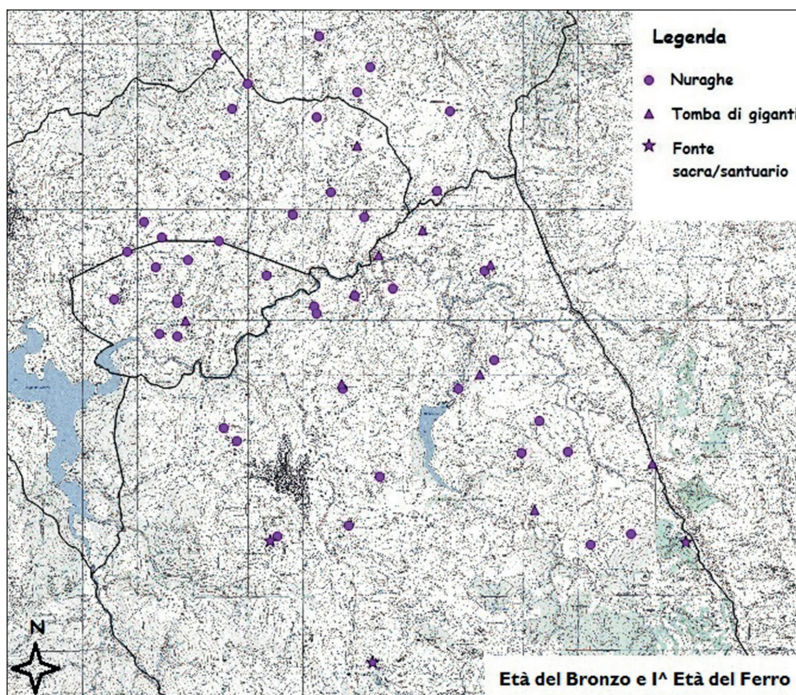 Legenda
Nuraghe
Tomba di giganti
Fonte
sacra/santuario
N
Età del Bronzo e I^ Età del Ferro